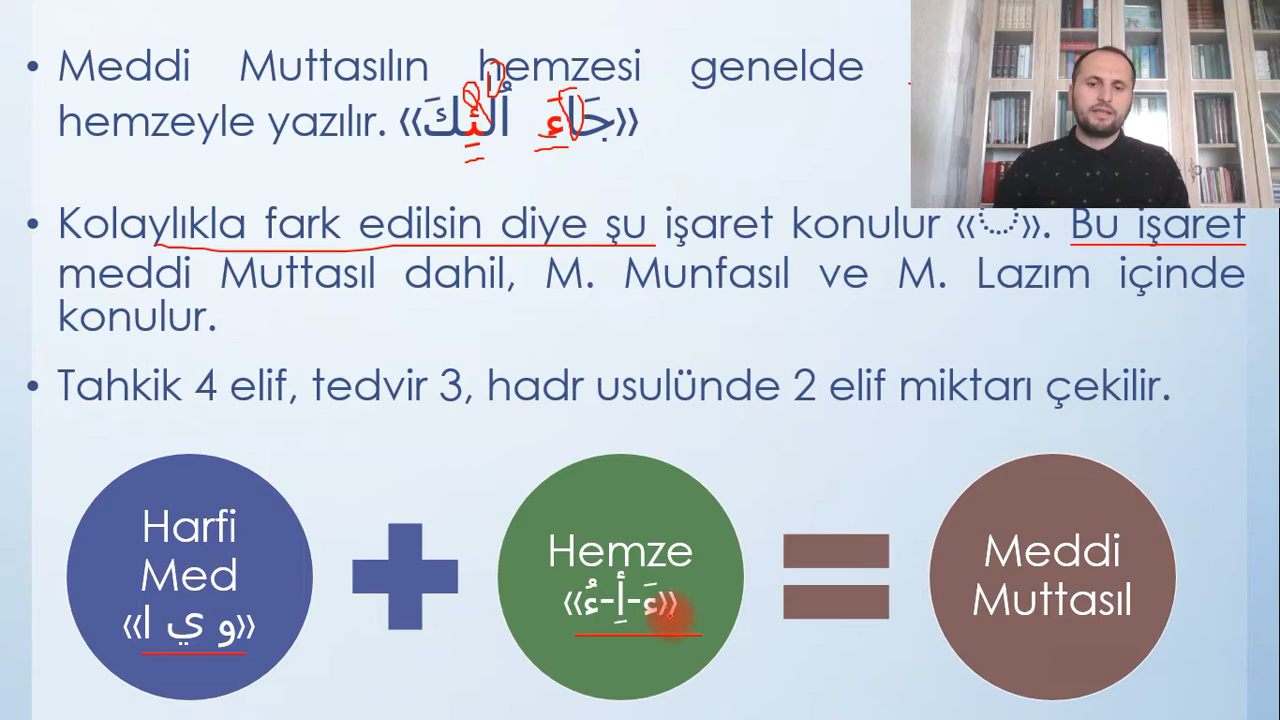 • Meddi Muttasılın hemzesi genelde
hemzeyle yazılır. «جَاءَ اُلئِكَ»
• Kolaylıkla fark edilsin diye şu işaret konulur «». Bu işaret
meddi Muttasıl dahil, M. Munfasıl ve M. Lazım içinde
konulur.
• Tahkik 4 elif, tedvir 3, hadr usulünde 2 elif miktarı çekilir.
Harfi
Med
«و ي ا»
Hemze
«ءَ-أِ-ءُ»
Meddi
Muttasıl